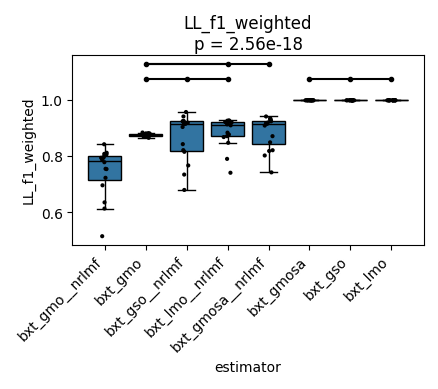 LL_f1_weighted
p = 2.56e-18
LL_f1_weighted
1.0
0.8
0.6
bxt_gmo__nrlmf
bxt_gmo
bxt_gso__nrlmf
bxt_lmo__nrlmf
bxt_gmosa__nrlmf
bxt_gmosa
bxt_gso
bxt_lmo
estimator